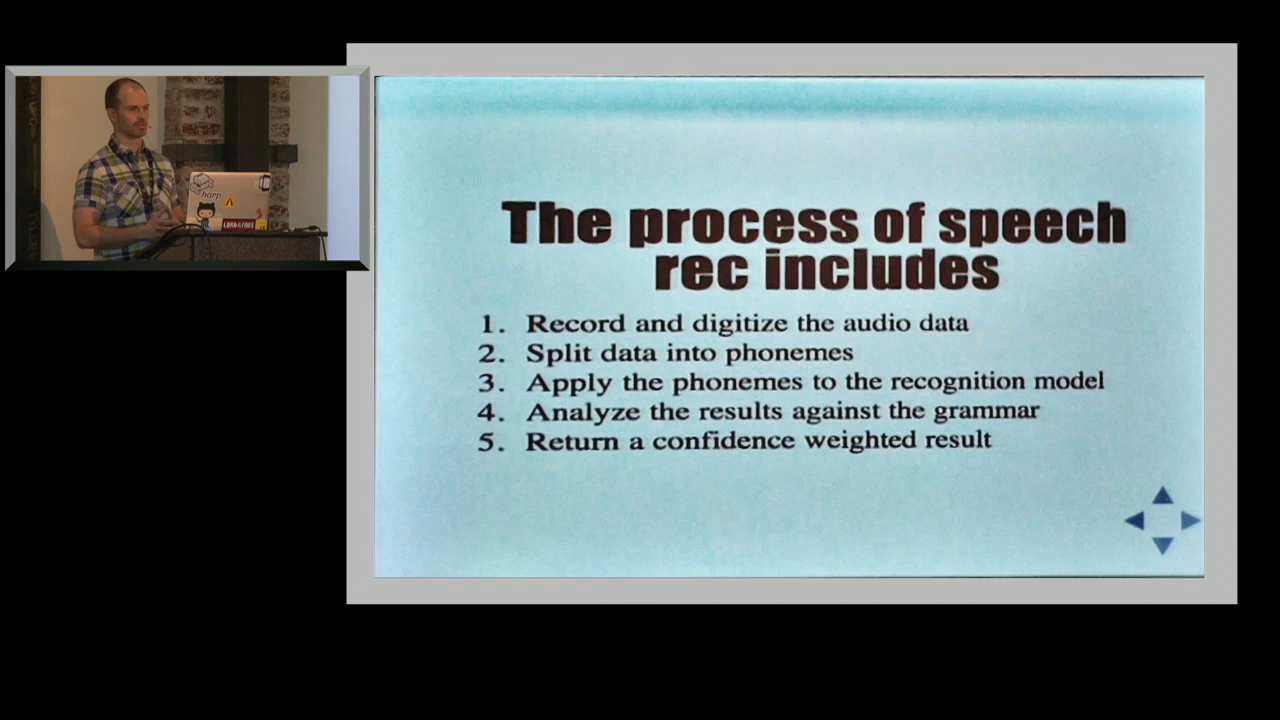 harp
The process of speech
rec includes
1. Record and digitize the audio data
2. Split data into phonemes
3. Apply the phonemes to the recognition model
4. Analyze the results against the grammar
5. Return a confidence weighted result